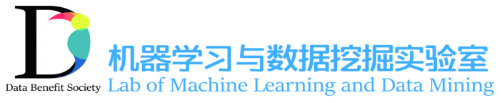 机器学习与数据挖掘实验室
Data Benefit Society
Lab of Machine Learning and Data Mining